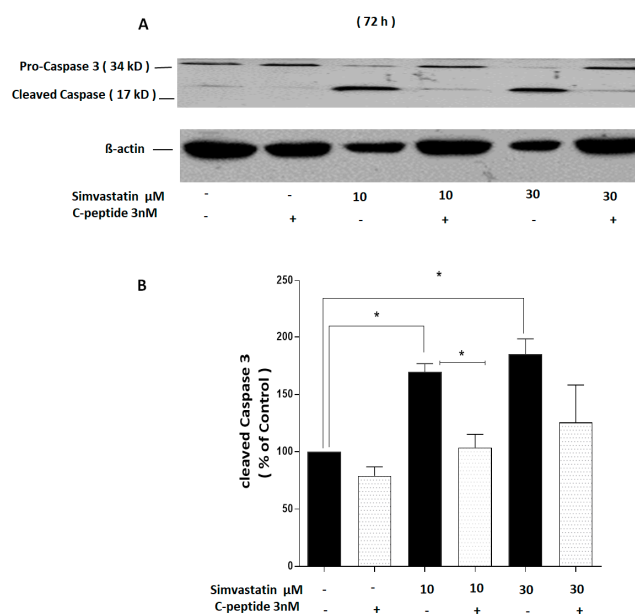 A
( 72 h )
Pro-Caspase 3 ( 34 kD )
Cleaved Caspase ( 17 kD )
ß-actin
Simvastatin µM - - 10 10 30 30
C-peptide 3nM - + - + - +
B
cleaved Caspase 3
( % of Control )
250
200
150
100
50
0
*
*
*
Simvastatin µM - - 10 10 30 30
C-peptide 3nM - + - + - +